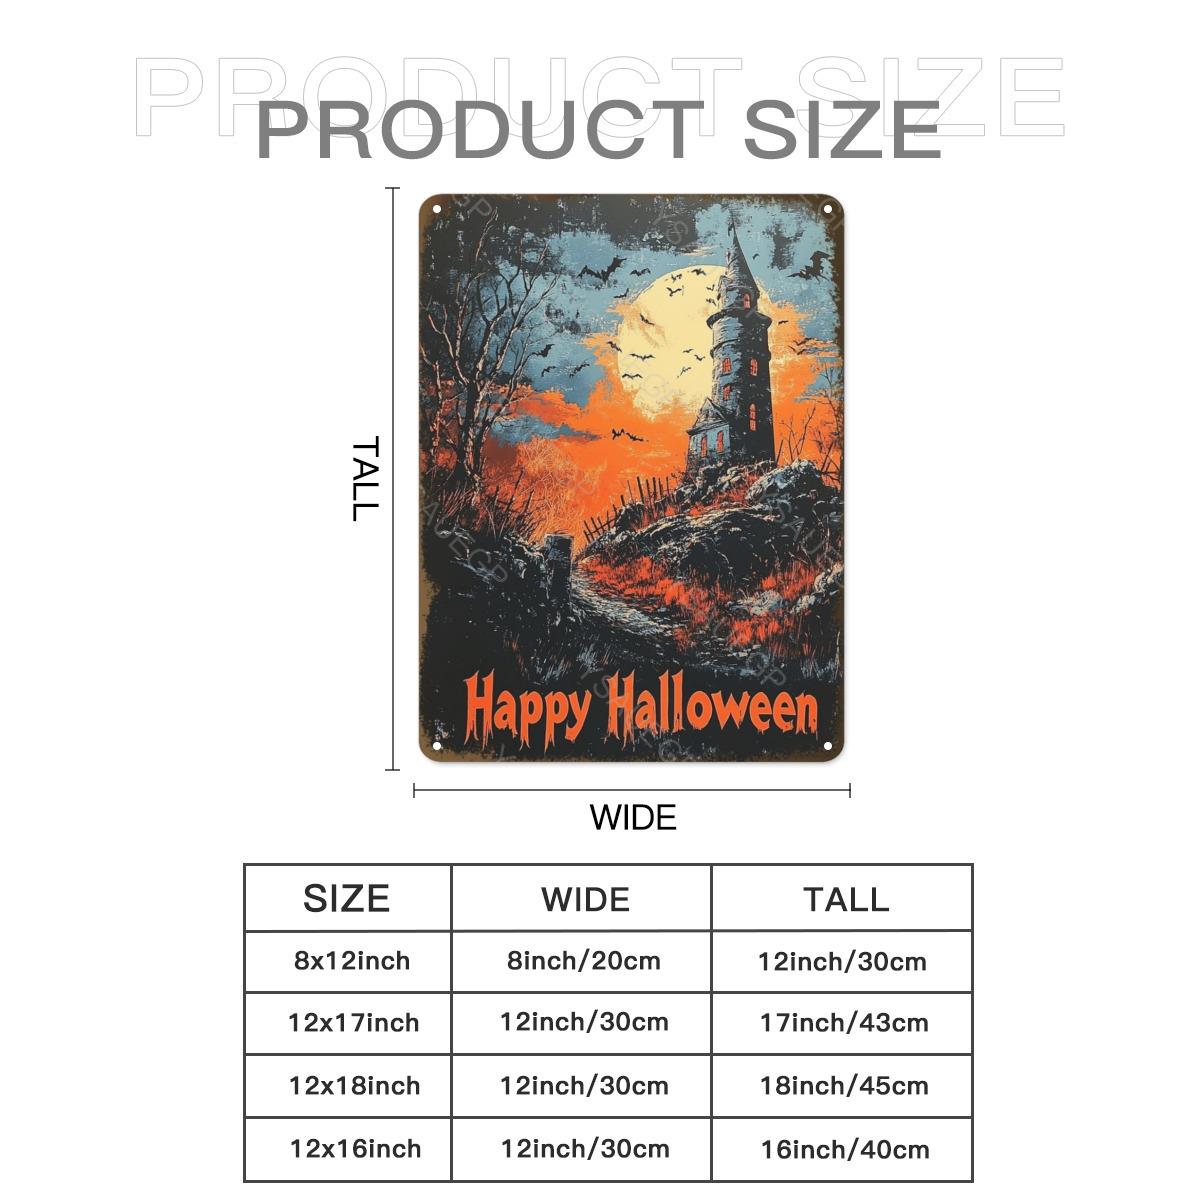 PRODUCT SIZE
PRODUCT SIZE
TALL
Happy Halloween
WIDE
SIZE WIDE TALL
8x12inch 8inch/20cm 12inch/30cm
12x17inch 12inch/30cm 17inch/43cm
12x18inch 12inch/30cm 18inch/45cm
12x16inch 12inch/30cm 16inch/40cm